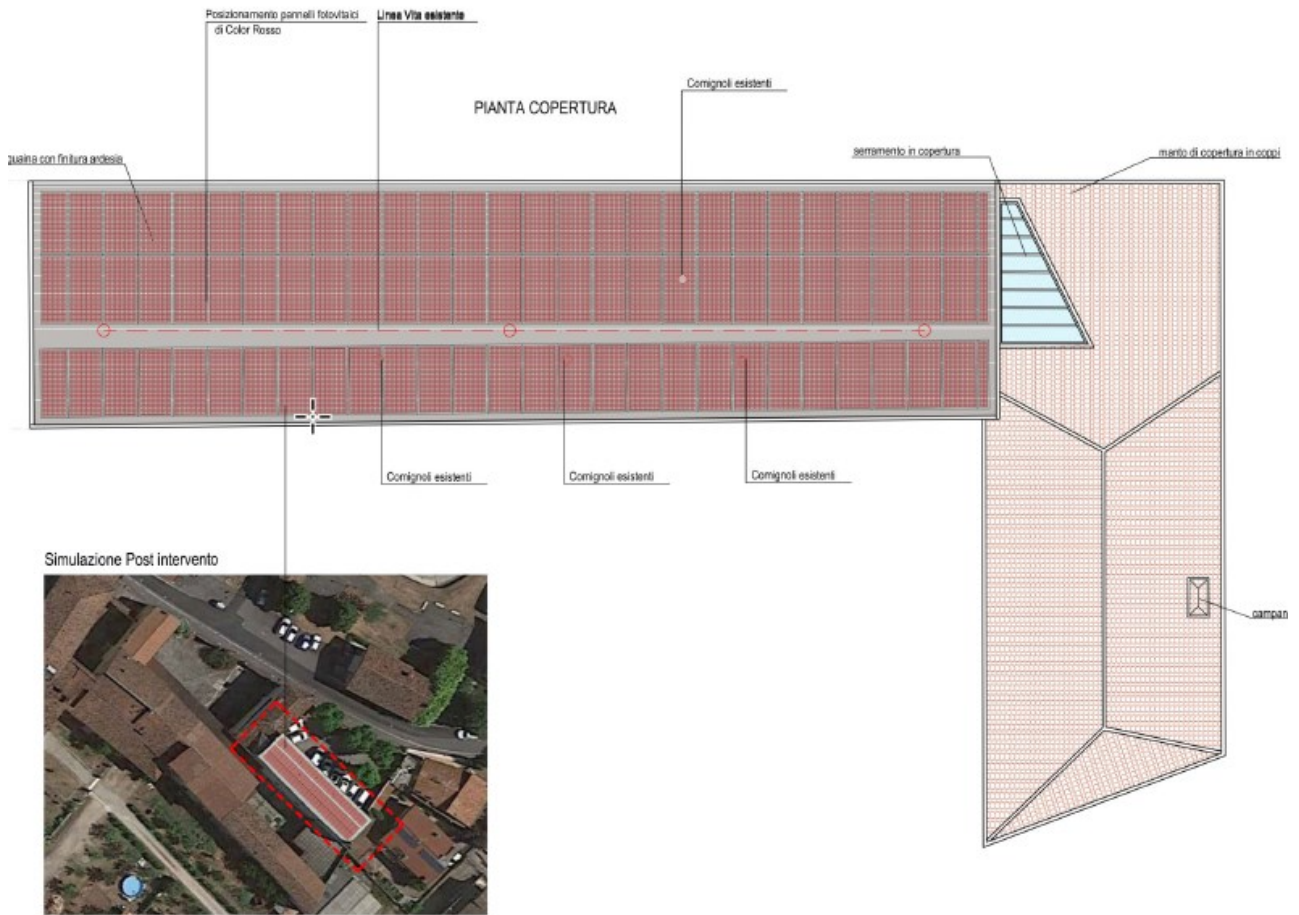 Posizionamento pannelli fotovltaici
di Color Rosso
Linea Vita esistente
Comignoli esistenti
PIANTA COPERTURA
guaina con finitura ardesia
serramento in copertura
manto di copertura in coppi
Comignoli esistenti
Comignoli esistenti
Comignoli esistenti
Simulazione Post intervento
campan